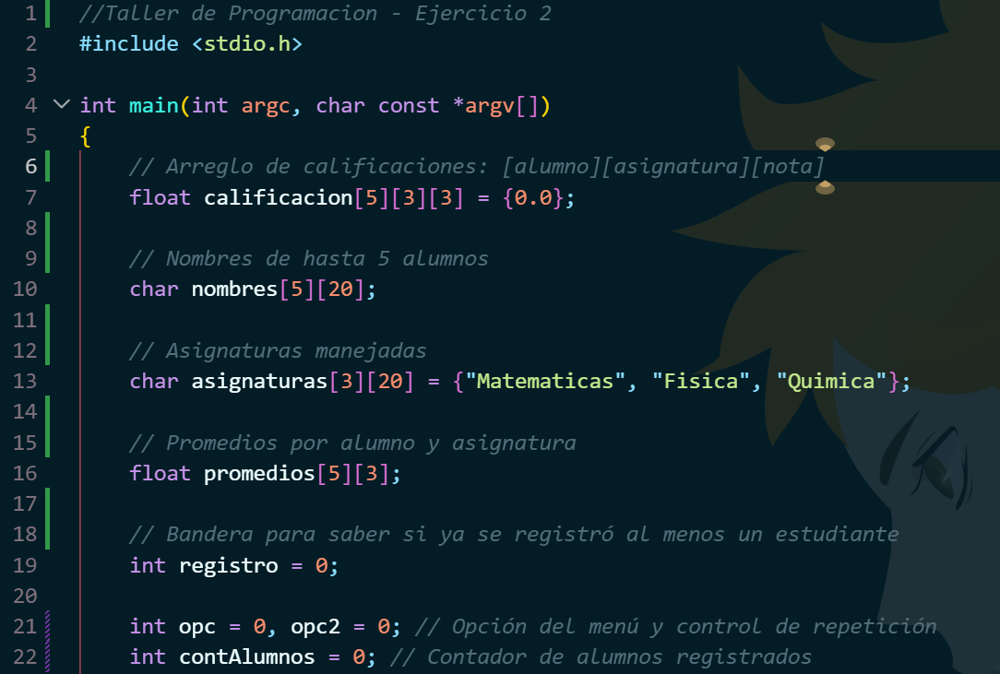 1 //Taller de Programacion - Ejercicio 2
2 #include <stdio.h>
3
4 int main(int argc, char const *argv[])
5 {
6 // Arreglo de calificaciones: [alumno][asignatura][nota]
7 float calificacion[5][3][3] = {0.0};
8
9 // Nombres de hasta 5 alumnos
10 char nombres[5][20];
11
12 // Asignaturas manejadas
13 char asignaturas[3][20] = {"Matematicas", "Fisica", "Quimica"};
14
15 // Promedios por alumno y asignatura
16 float promedios[5][3];
17
18 // Bandera para saber si ya se registró al menos un estudiante
19 int registro = 0;
20
21 int opc = 0, opc2 = 0; // Opción del menú y control de repetición
22 int contAlumnos = 0; // Contador de alumnos registrados